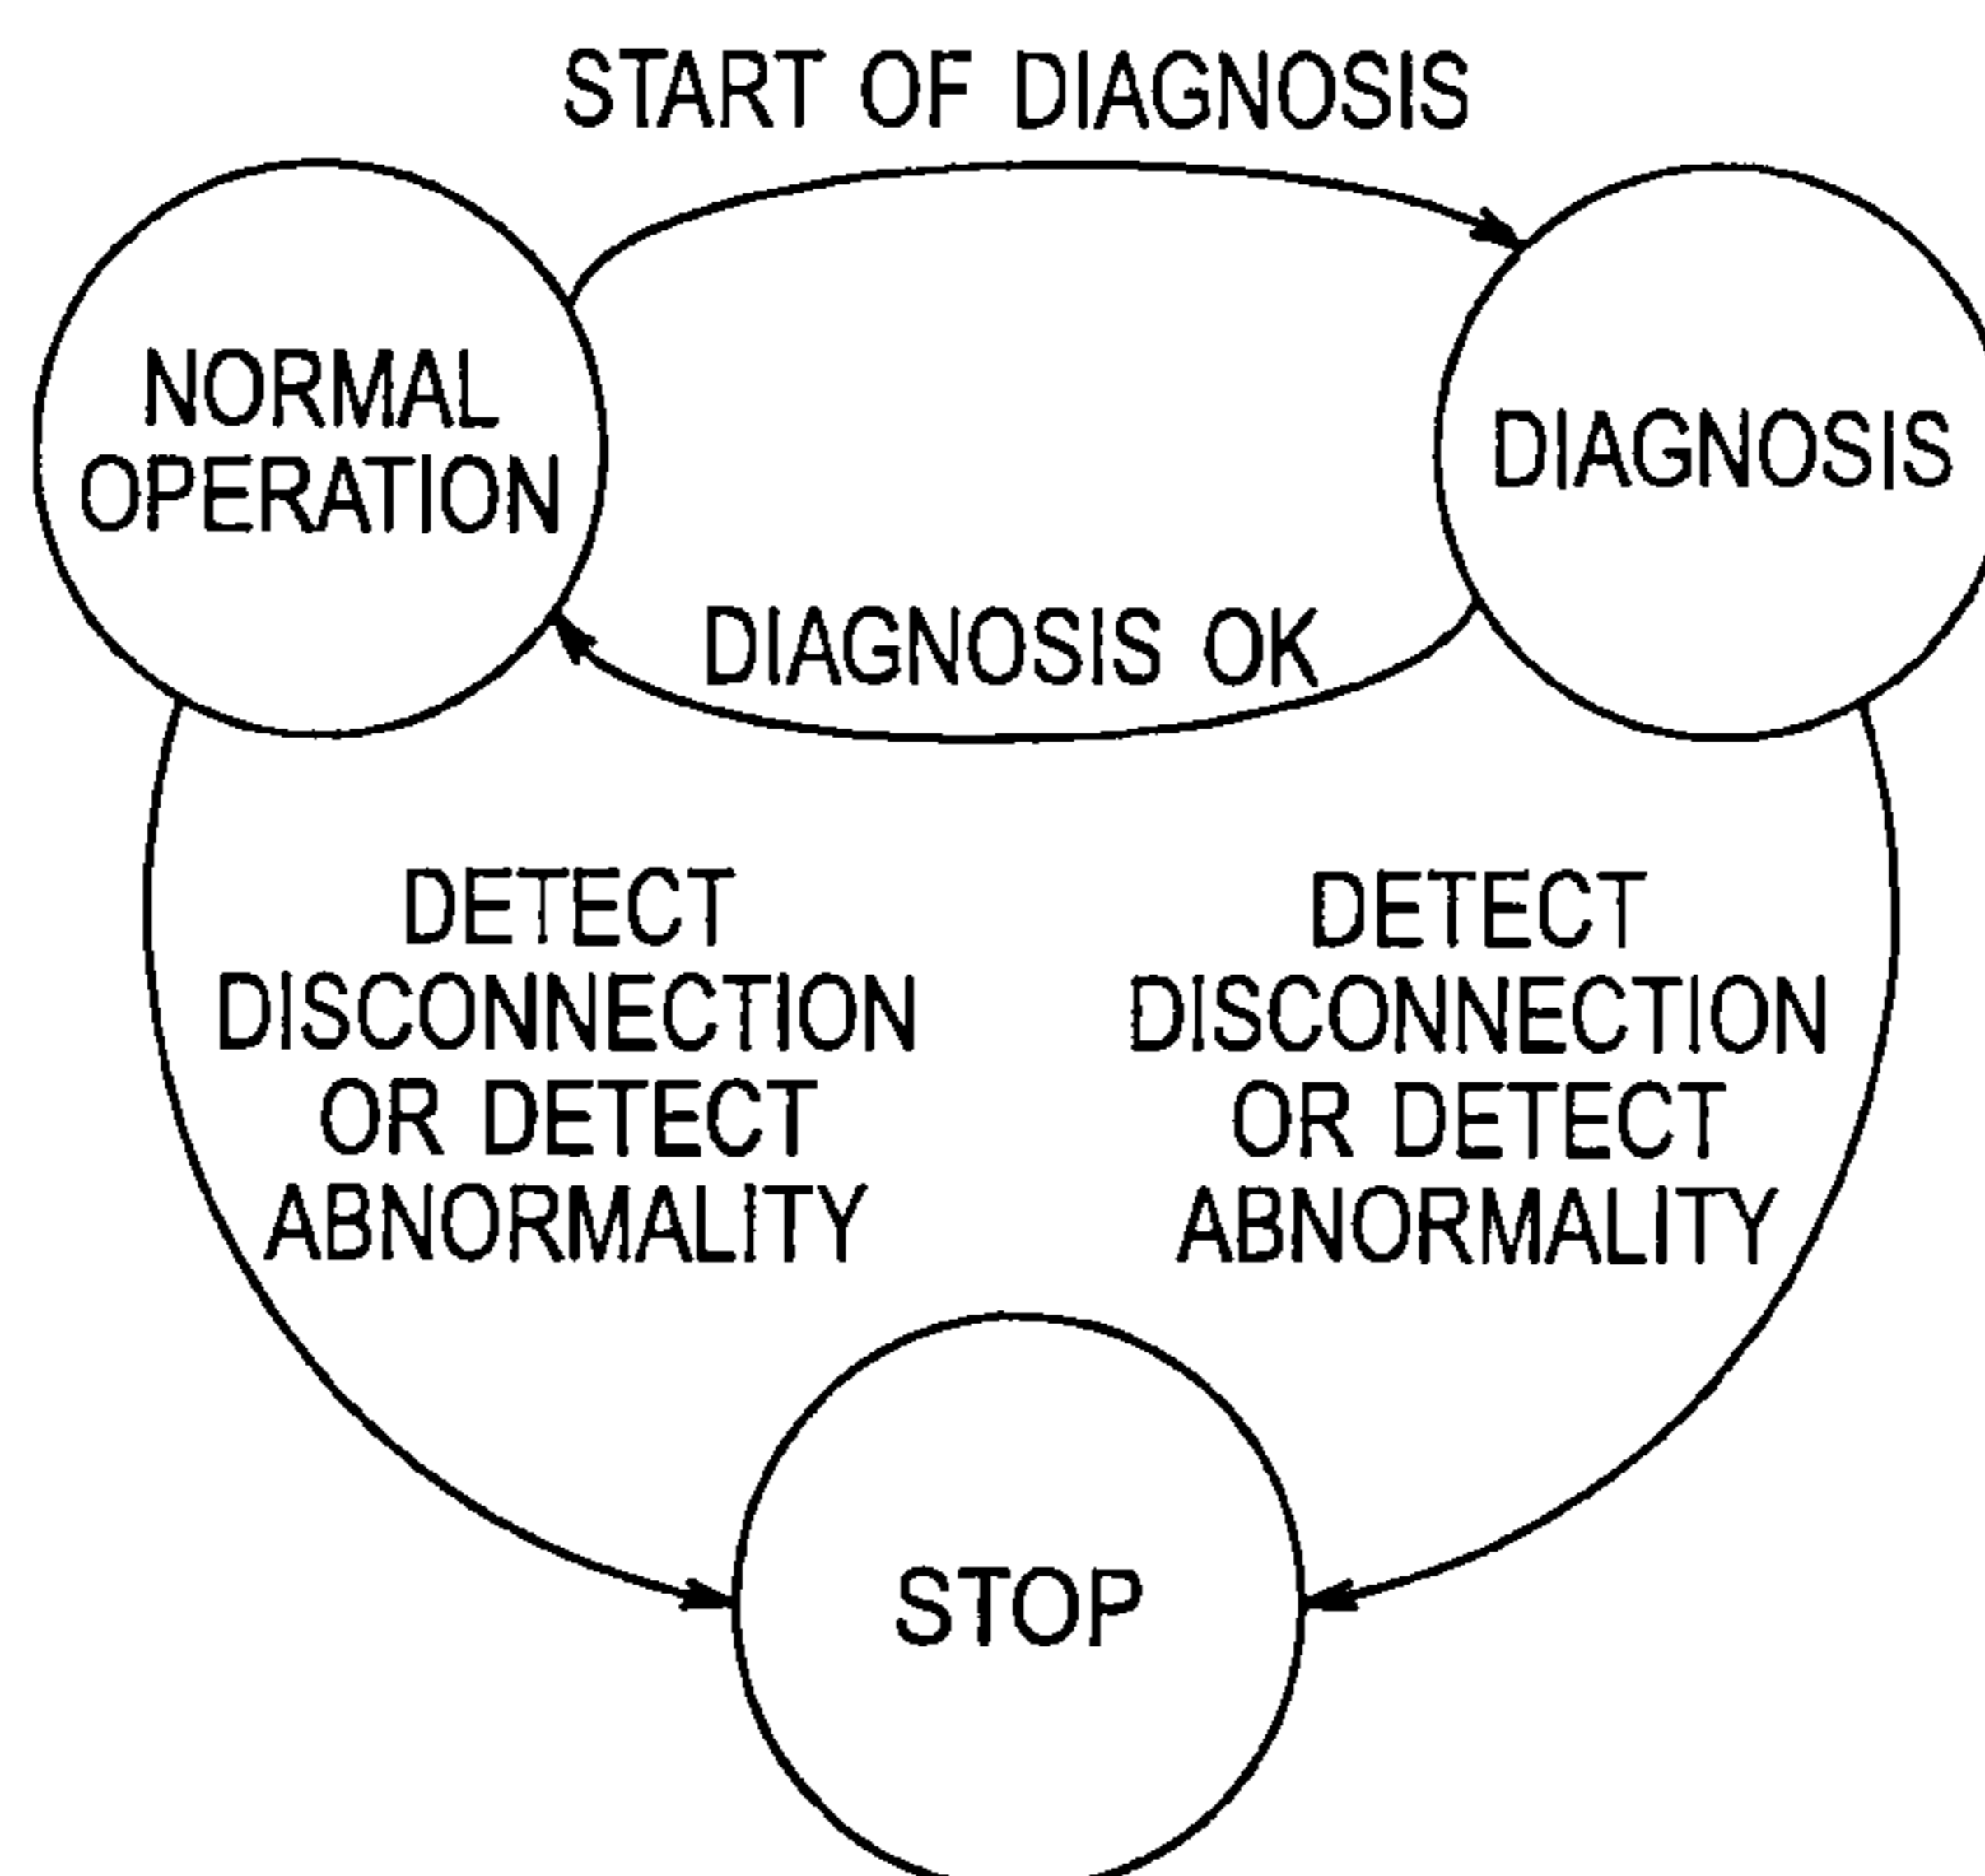 START OF DIAGNOSIS
NORMAL
OPERATION
DIAGNOSIS
DIAGNOSIS OK
DETECT
DISCONNECTION
OR DETECT
ABNORMALITY
DETECT
DISCONNECTION
OR DETECT
ABNORMALITY
STOP